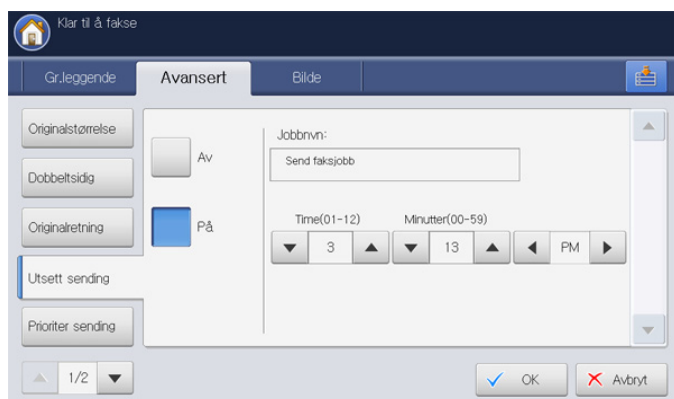 Klar til å fakse
Gr.leggende
Avansert
Bilde
Originalstørrelse
Dobbeltsidig
Originalretning
Utsett sending
Prioriter sending
1/2
Av
På
Jobbnvn:
Send faksjobb
Time(01-12) Minutter(00-59)
3 13 PM
OK
Avbryt